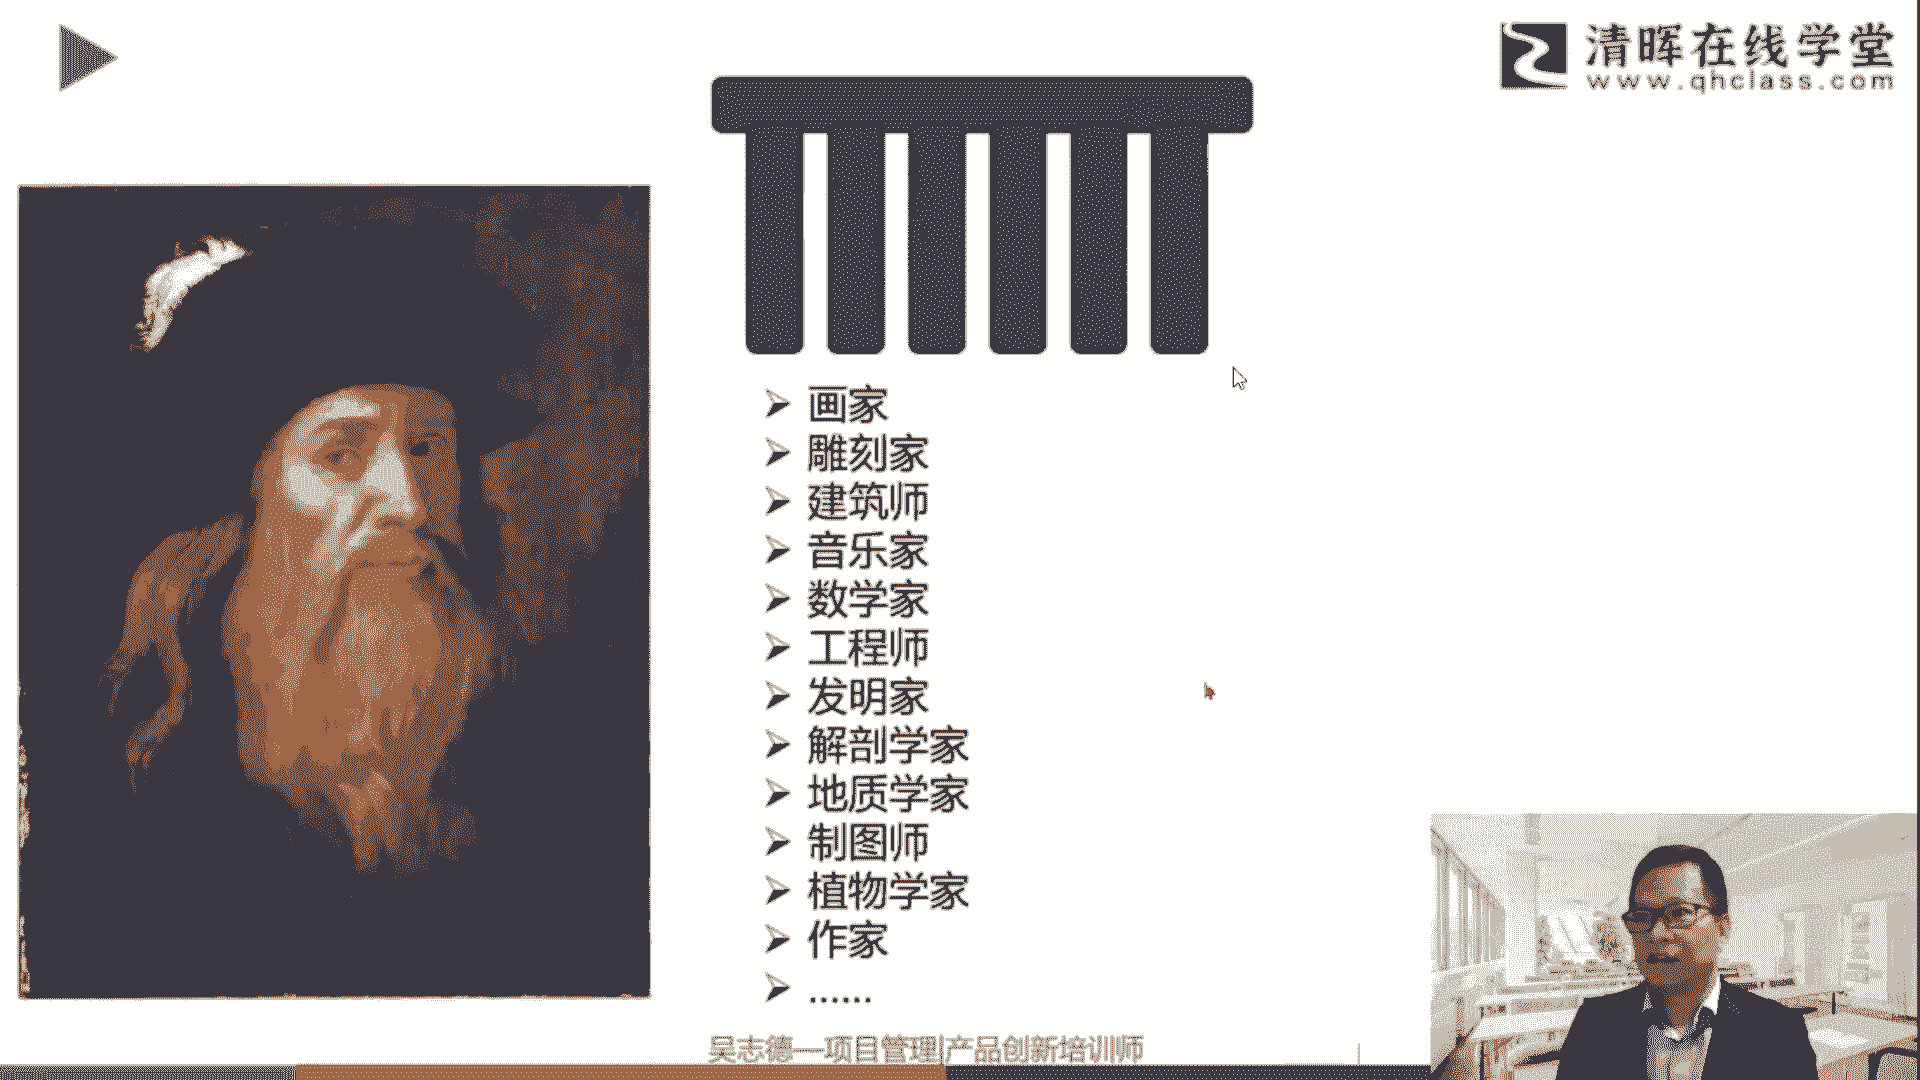 清晖在线学堂
www.qhclass.com
画家
雕刻家
建筑师
音乐家
数学家
工程师
发明家
解剖学家
地质学家
制图师
植物学家
作家
......
吴志德—项目管理|产品创新培训师